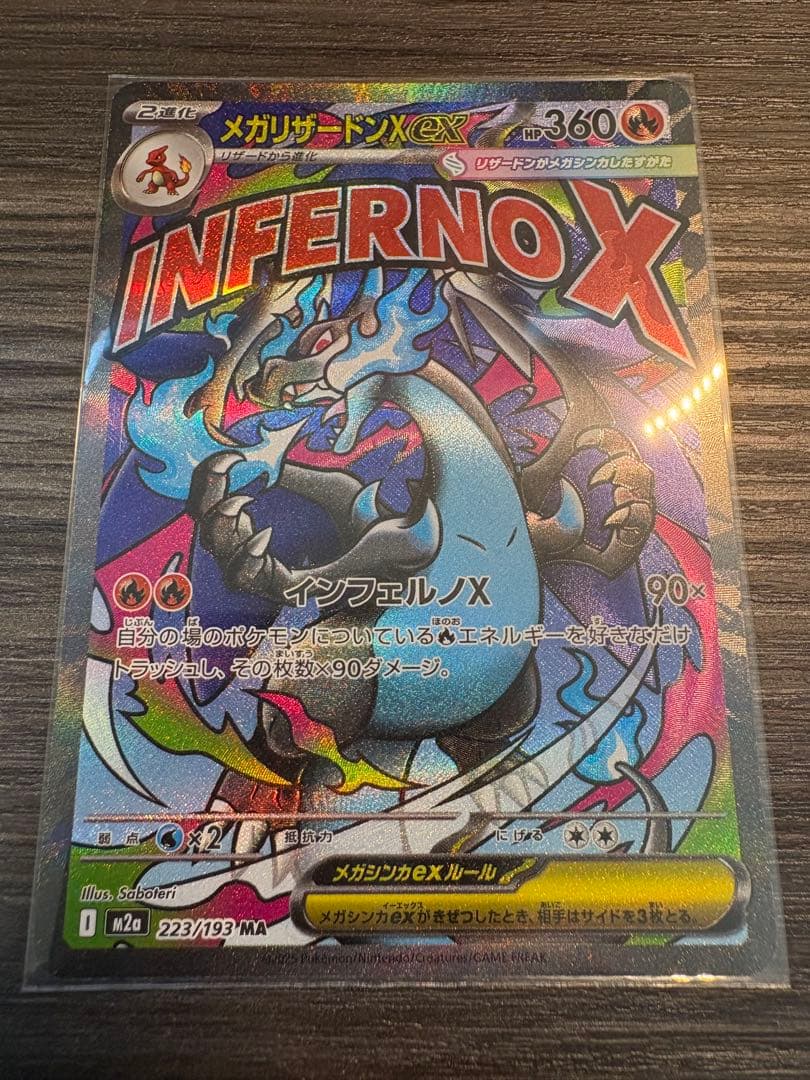 2進化 メガリザードンXex HP360
リザードから進化 リザードンがメガシンカしたすがた
INFERNO X
インフェルノX 90×
自分の場のポケモンについているエネルギーを好きなだけ
トラッシュし、その枚数×90ダメージ。
弱点 ×2 抵抗力 にげる
メガシンカexルール
メガシンカexがきぜつしたとき、相手はサイドを3枚とる。
Illus. Saboteri
I m2a 223/193 MA
©2025 Pokémon/Nintendo/Creatures/GAME FREAK